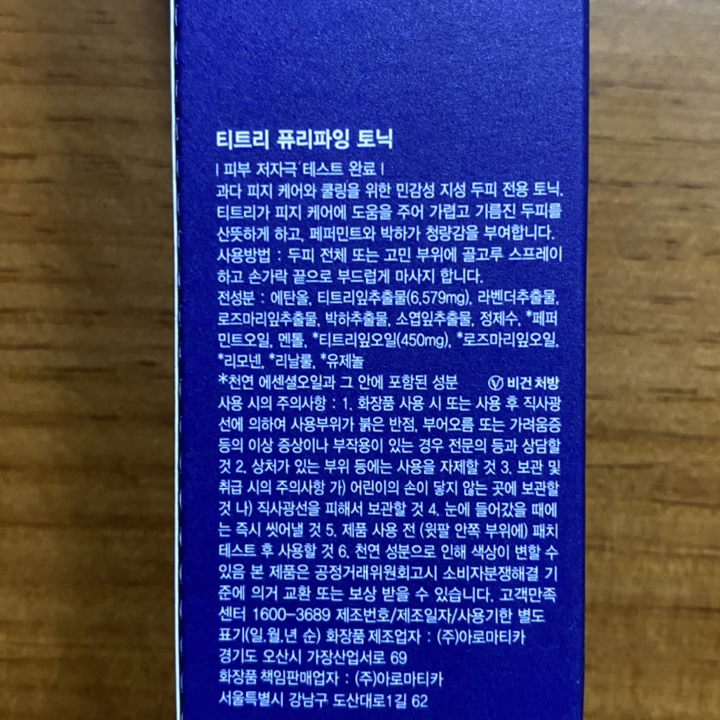 티트리 퓨리파잉 토닉
| 피부 저자극 테스트 완료 |
과다 피지 케어와 쿨링을 위한 민감성 지성 두피 전용 토닉.
티트리가 피지 케어에 도움을 주어 가렵고 기름진 두피를
산뜻하게 하고, 페퍼민트와 박하가 청량감을 부여합니다.
사용방법 : 두피 전체 또는 고민 부위에 골고루 스프레이
하고 손가락 끝으로 부드럽게 마사지 합니다.
전성분 : 에탄올, 티트리잎추출물(6,579mg), 라벤더추출물,
로즈마리잎추출물, 박하추출물, 소엽잎추출물, 정제수, *페퍼
민트오일, 멘톨, *티트리잎오일(450mg), *로즈마리잎오일,
*리모넨, *리날룰, *유제놀
*천연 에센셜오일과 그 안에 포함된 성분 Ⓥ 비건 처방
사용 시의 주의사항 : 1. 화장품 사용 시 또는 사용 후 직사광
선에 의하여 사용부위가 붉은 반점, 부어오름 또는 가려움증
등의 이상 증상이나 부작용이 있는 경우 전문의 등과 상담할
것 2. 상처가 있는 부위 등에는 사용을 자제할 것 3. 보관 및
취급 시의 주의사항 가) 어린이의 손이 닿지 않는 곳에 보관할
것 나) 직사광선을 피해서 보관할 것 4. 눈에 들어갔을 때에
는 즉시 씻어낼 것 5. 제품 사용 전 (윗팔 안쪽 부위에) 패치
테스트 후 사용할 것 6. 천연 성분으로 인해 색상이 변할 수
있음 본 제품은 공정거래위원회고시 소비자분쟁해결 기
준에 의거 교환 또는 보상 받을 수 있습니다. 고객만족
센터 1600-3689 제조번호/제조일자/사용기한 별도
표기(일.월.년 순) 화장품 제조업자 : (주)아로마티카
경기도 오산시 가장산업서로 69
화장품 책임판매업자 : (주)아로마티카
서울특별시 강남구 도산대로1길 62